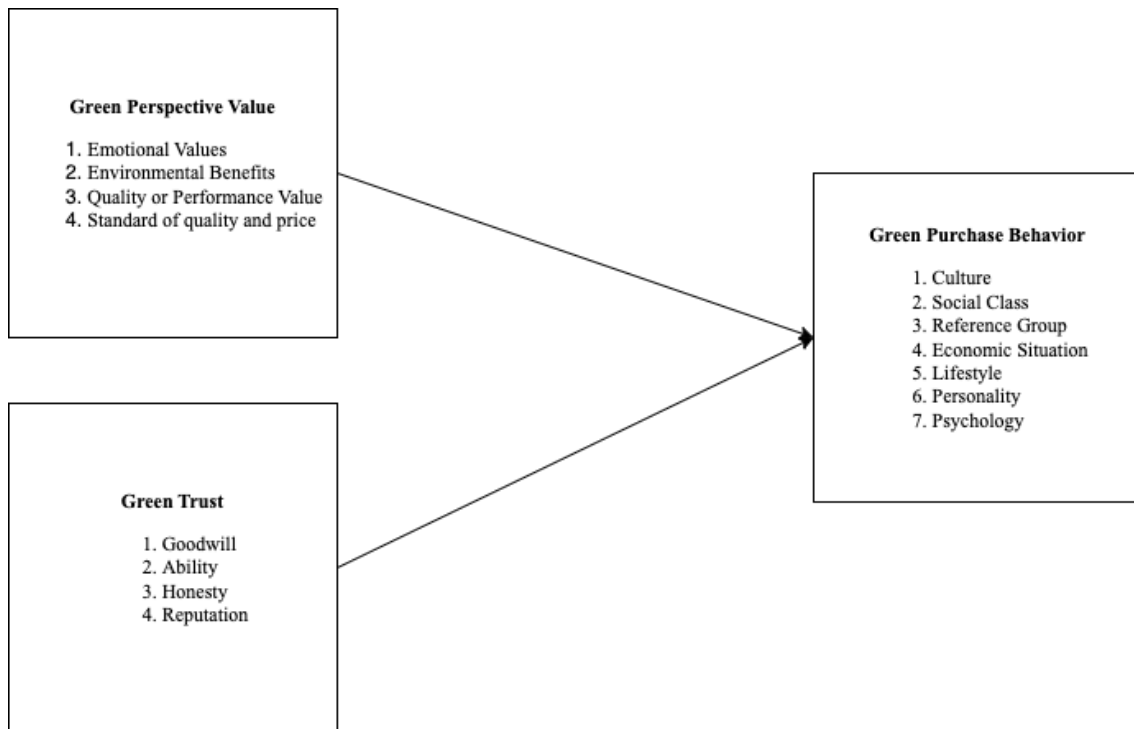 Green Perspective Value
1. Emotional Values
2. Environmental Benefits
3. Quality or Performance Value
4. Standard of quality and price
Green Trust
1. Goodwill
2. Ability
3. Honesty
4. Reputation
Green Purchase Behavior
1. Culture
2. Social Class
3. Reference Group
4. Economic Situation
5. Lifestyle
6. Personality
7. Psychology